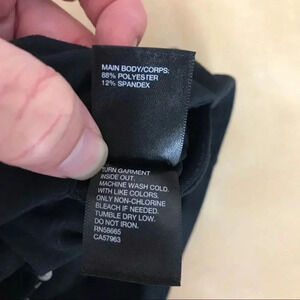 MAIN BODY/CORPS:
88% POLYESTER
12% SPANDEX
TURN GARMENT
INSIDE OUT.
MACHINE WASH COLD.
WITH LIKE COLORS.
ONLY NON-CHLORINE
BLEACH IF NEEDED.
TUMBLE DRY LOW.
DO NOT IRON.
RN56665
CA57963